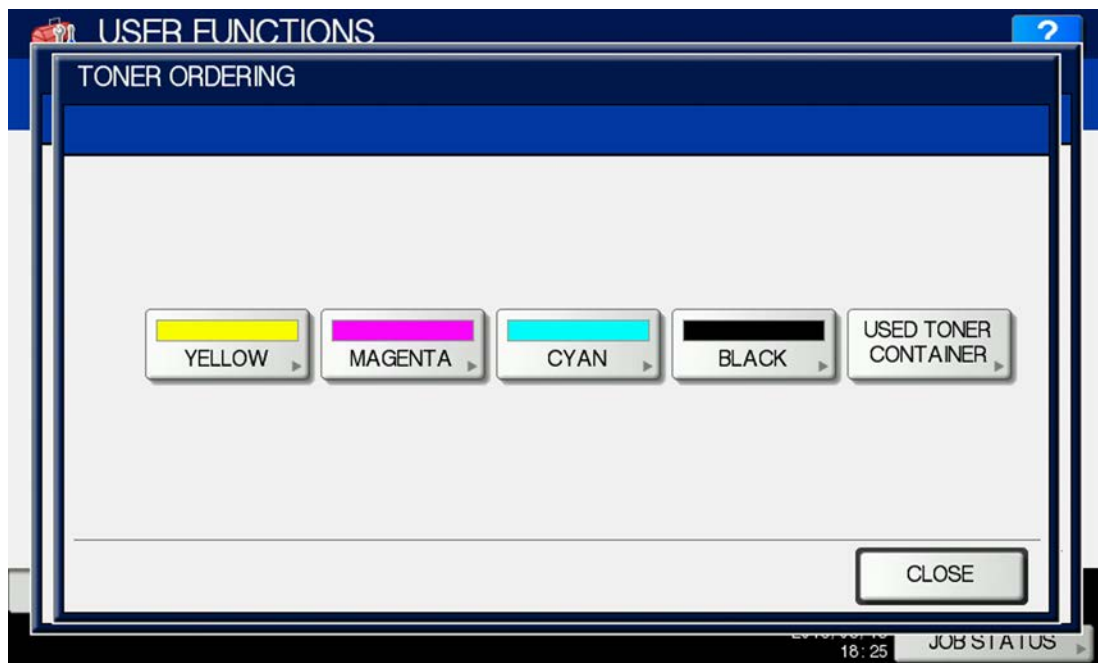 USER FUNCTIONS
?
TONER ORDERING
YELLOW
MAGENTA
CYAN
BLACK
USED TONER
CONTAINER
CLOSE
18:25
JOB STATUS